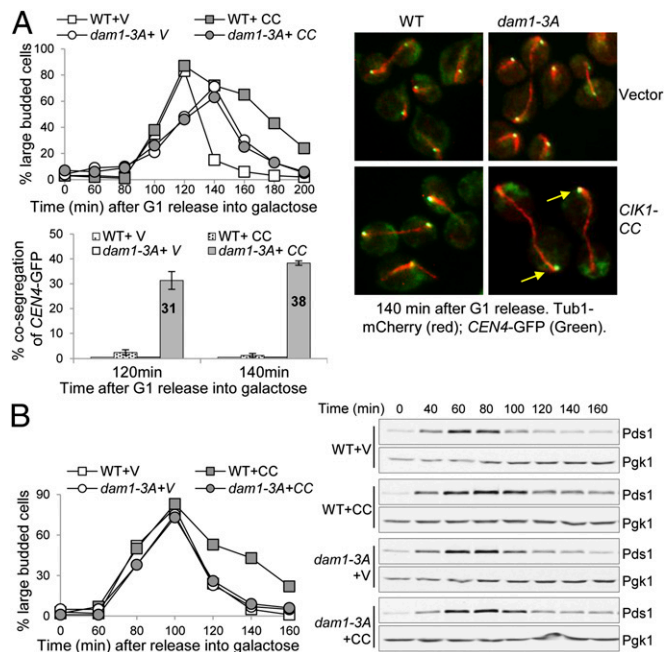 A
WT+V
WT+ CC
dam1-3A+ V
dam1-3A+ CC
% large budded cells
100
80
60
40
20
0
0 60 80 100 120 140 160 180 200
Time (min) after G1 release into galactose
WT+ V
WT+ CC
dam1-3A+ V
dam1-3A+ CC
% co-segregation
of CEN4-GFP
50
40
30
20
10
0
31
38
120min
140min
Time after G1 release into galactose
WT
dam1-3A
Vector
CIK1-
CC
140 min after G1 release. Tub1-
mCherry (red); CEN4-GFP (Green).
B
WT+V
WT+CC
dam1-3A+V
dam1-3A+CC
% large budded cells
90
60
30
0
0 60 80 100 120 140 160
Time (min) after G1 release into galactose
Time (min) 0 40 60 80 100 120 140 160
WT+V
Pds1
Pgk1
WT+CC
Pds1
Pgk1
dam1-3A
+V
Pds1
Pgk1
dam1-3A
+CC
Pds1
Pgk1